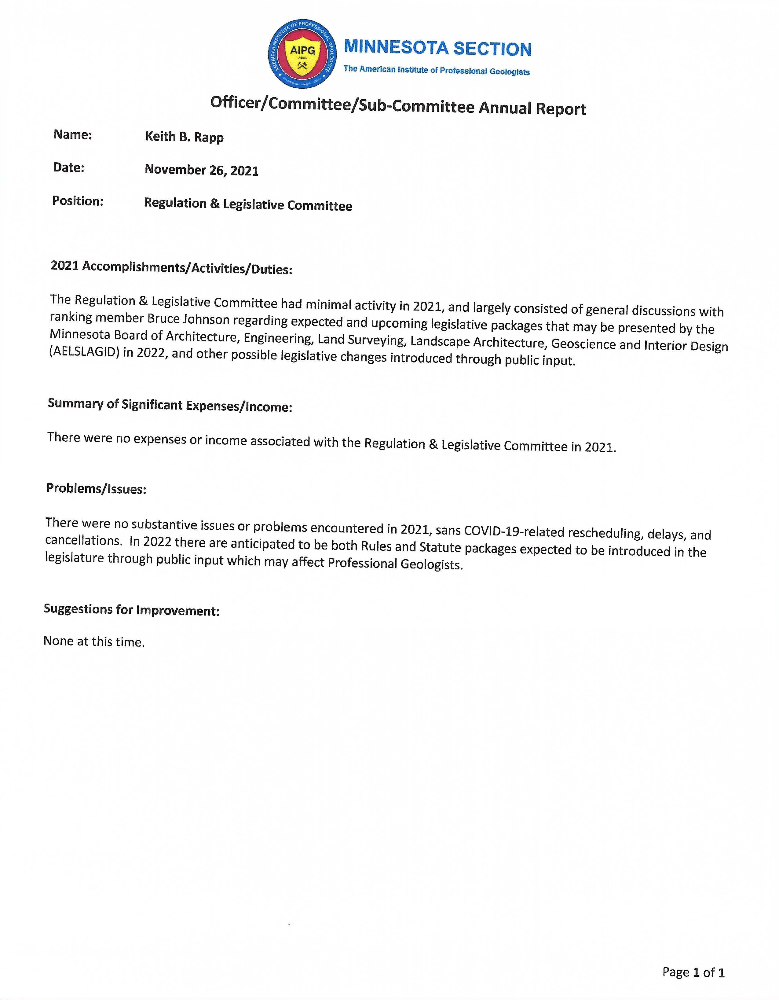 AMERICAN INSTITUTE OF PROFESSIONAL GEOLOGISTS
AIPG
-1963-
Competence Integrity Ethics
MINNESOTA SECTION
The American Institute of Professional Geologists
Officer/Committee/Sub-Committee Annual Report
Name: Keith B. Rapp
Date: November 26, 2021
Position: Regulation & Legislative Committee
2021 Accomplishments/Activities/Duties:
The Regulation & Legislative Committee had minimal activity in 2021, and largely consisted of general discussions with
ranking member Bruce Johnson regarding expected and upcoming legislative packages that may be presented by the
Minnesota Board of Architecture, Engineering, Land Surveying, Landscape Architecture, Geoscience and Interior Design
(AELSLAGID) in 2022, and other possible legislative changes introduced through public input.
Summary of Significant Expenses/Income:
There were no expenses or income associated with the Regulation & Legislative Committee in 2021.
Problems/Issues:
There were no substantive issues or problems encountered in 2021, sans COVID-19-related rescheduling, delays, and
cancellations.  In 2022 there are anticipated to be both Rules and Statute packages expected to be introduced in the
legislature through public input which may affect Professional Geologists.
Suggestions for Improvement:
None at this time.
Page 1 of 1